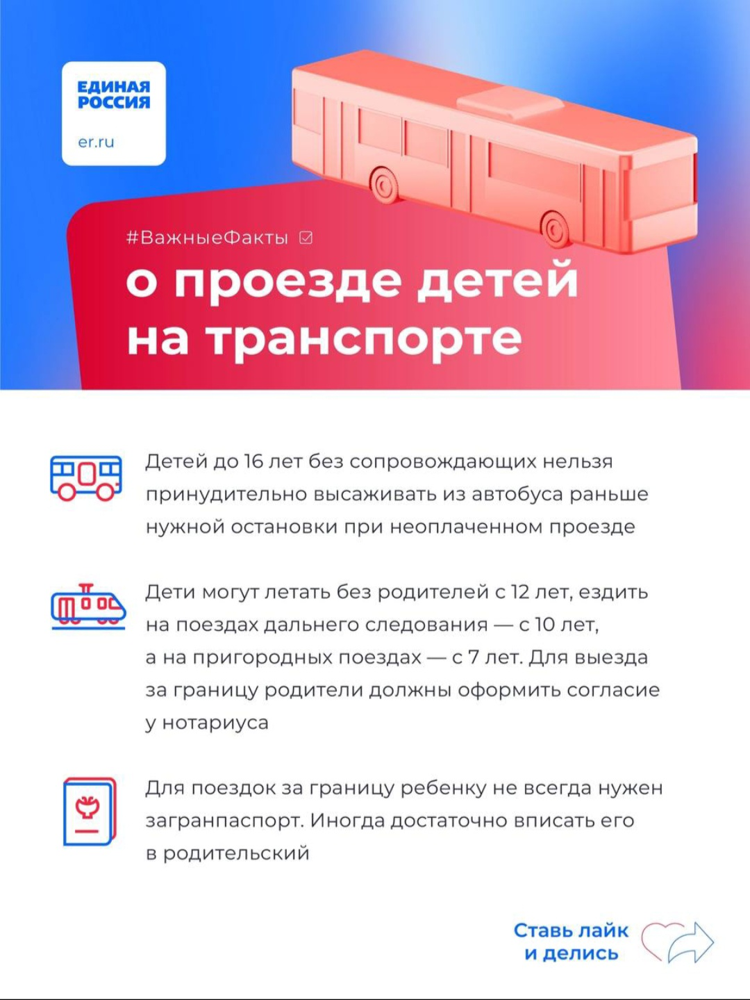 ЕДИНАЯ
РОССИЯ
er.ru
#ВажныеФакты
о проезде детей
на транспорте
Детей до 16 лет без сопровождающих нельзя
принудительно высаживать из автобуса раньше
нужной остановки при неоплаченном проезде
Дети могут летать без родителей с 12 лет, ездить
на поездах дальнего следования — с 10 лет,
а на пригородных поездах — с 7 лет. Для выезда
за границу родители должны оформить согласие
у нотариуса
Для поездок за границу ребенку не всегда нужен
загранпаспорт. Иногда достаточно вписать его
в родительский
Ставь лайк
и делись